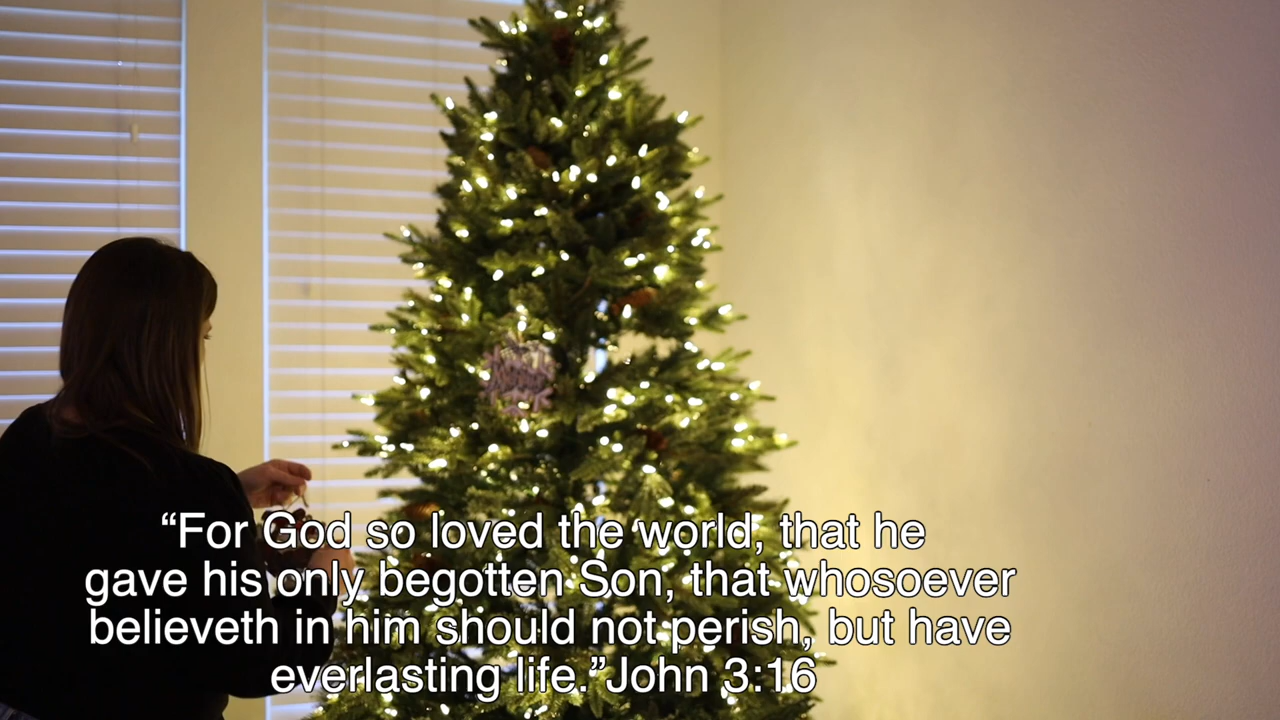 “For God so loved the world, that he
gave his only begotten Son, that whosoever
believeth in him should not perish, but have
everlasting life.”John 3:16